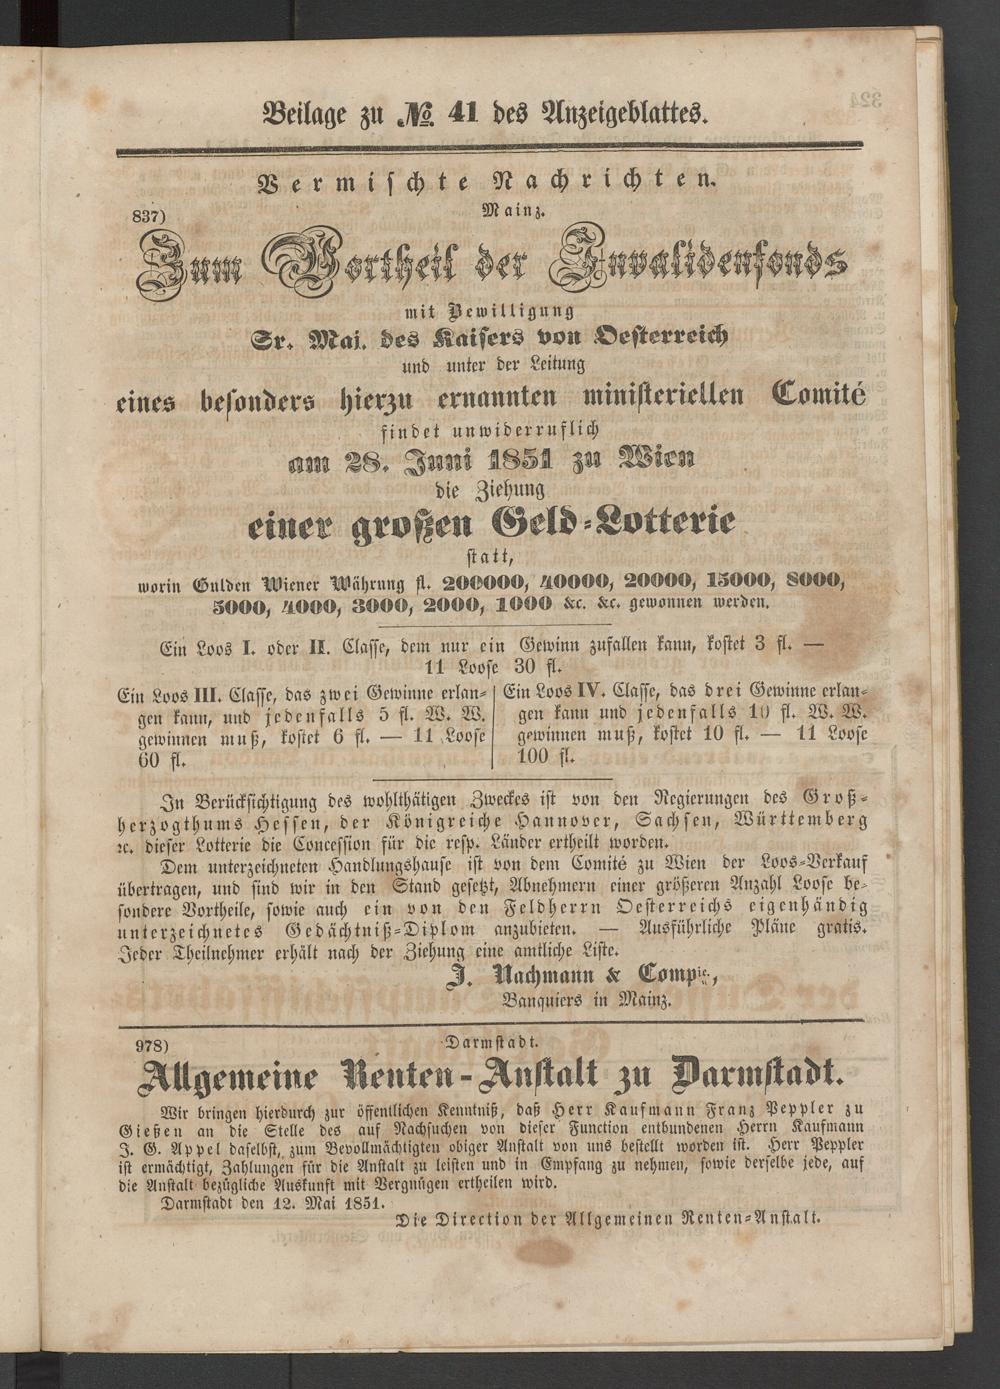 Beilage zu No. 41 des Anzeigeblattes.
Vermischte Nachrichten.
837) Mainz.
Zum Vortheil der Invalidenfonds
mit Bewilligung
Sr. Maj. des Kaisers von Oesterreich
und unter der Leitung
eines besonders hierzu ernannten ministeriellen Comité
findet unwiderruflich
am 28. Juni 1851 zu Wien
die Ziehung
einer großen Geld-Lotterie
statt,
worin Gulden Wiener Währung fl. 200000, 40000, 20000, 15000, 8000,
5000, 4000, 3000, 2000, 1000 &c. &c. gewonnen werden.
Ein Loos I. oder II. Classe, dem nur ein Gewinn zufallen kann, kostet 3 fl. —
11 Loose 30 fl.
Ein Loos III. Classe, das zwei Gewinne erlan-
gen kann, und jedenfalls 5 fl. W. W.
gewinnen muß, kostet 6 fl. — 11 Loose
60 fl.
Ein Loos IV. Classe, das drei Gewinne erlan-
gen kann und jedenfalls 10 fl. W. W.
gewinnen muß, kostet 10 fl. — 11 Loose
100 fl.
In Berücksichtigung des wohlthätigen Zweckes ist von den Regierungen des Groß-
herzogthums Hessen, der Königreiche Hannover, Sachsen, Württemberg
ꝛc. dieser Lotterie die Concession für die resp. Länder ertheilt worden.
Dem unterzeichneten Handlungshause ist von dem Comité zu Wien der Loos-Verkauf
übertragen, und sind wir in den Stand gesetzt, Abnehmern einer größeren Anzahl Loose be-
sondere Vortheile, sowie auch ein von den Feldherrn Oesterreichs eigenhändig
unterzeichnetes Gedächtniß-Diplom anzubieten. — Ausführliche Pläne gratis.
Jeder Theilnehmer erhält nach der Ziehung eine amtliche Liste.
J. Nachmann & Compie.,
Banquiers in Mainz.
978) Darmstadt.
Allgemeine Renten-Anstalt zu Darmstadt.
Wir bringen hierdurch zur öffentlichen Kenntniß, daß Herr Kaufmann Franz Peppler zu
Gießen an die Stelle des auf Nachsuchen von dieser Function entbundenen Herrn Kaufmann
J. G. Appel daselbst, zum Bevollmächtigten obiger Anstalt von uns bestellt worden ist. Herr Peppler
ist ermächtigt, Zahlungen für die Anstalt zu leisten und in Empfang zu nehmen, sowie derselbe jede, auf
die Anstalt bezügliche Auskunft mit Vergnügen ertheilen wird.
Darmstadt den 12. Mai 1851.
Die Direction der Allgemeinen Renten-Anstalt.